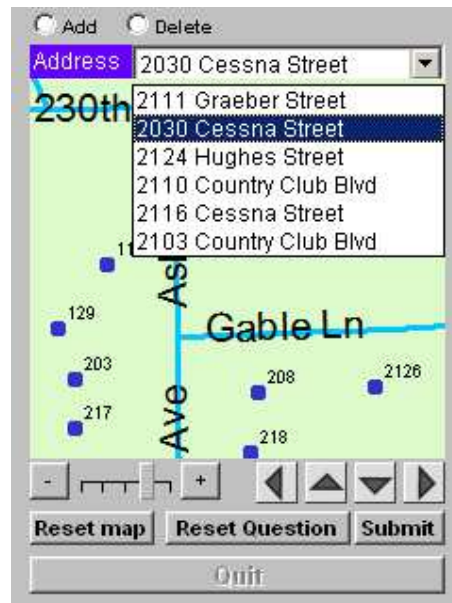 Add Delete
Address 2030 Cessna Street
230th
2111 Graeber Street
2030 Cessna Street
2124 Hughes Street
2110 Country Club Blvd
2116 Cessna Street
2103 Country Club Blvd
129
Gable Ln
203
208
2126
217
Ave
218
- +
Reset map Reset Question Submit
Quit